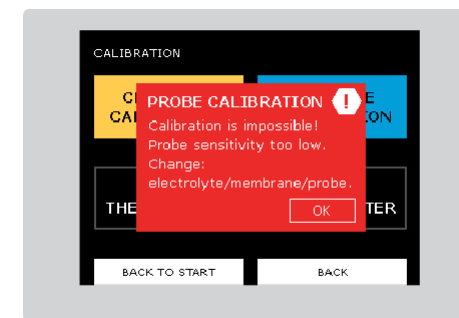 CALIBRATION
PROBE CALIBRATION !
Calibration is impossible!
Probe sensitivity too low.
Change:
electrolyte/membrane/probe.
OK
BACK TO START BACK